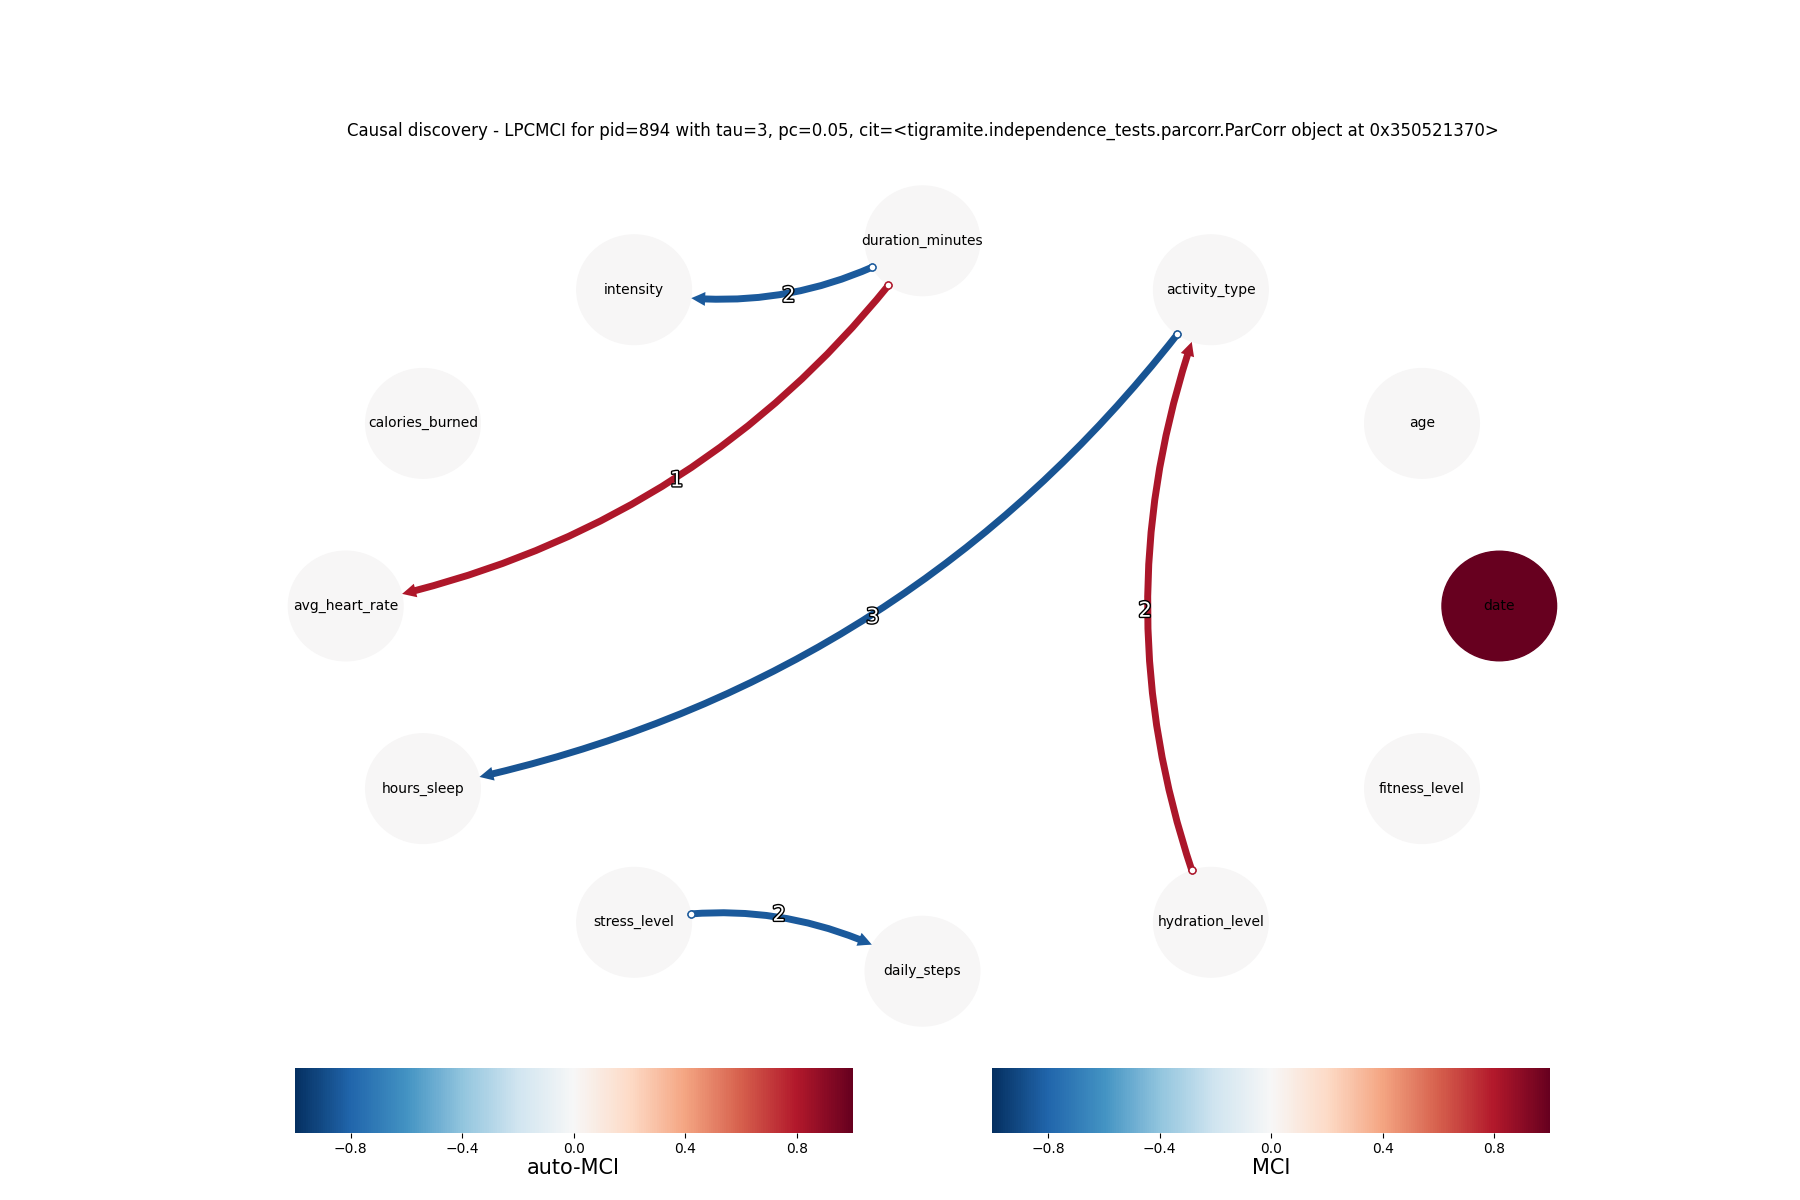 Causal discovery - LPCMCI for pid=894 with tau=3, pc=0.05, cit=<tigramite.independence_tests.parcorr.ParCorr object at 0x350521370>
duration_minutes
intensity
activity_type
2
calories_burned
age
1
avg_heart_rate
date
3
2
hours_sleep
fitness_level
stress_level
2
hydration_level
daily_steps
−0.8 −0.4 0.0 0.4 0.8
auto-MCI
−0.8 −0.4 0.0 0.4 0.8
MCI